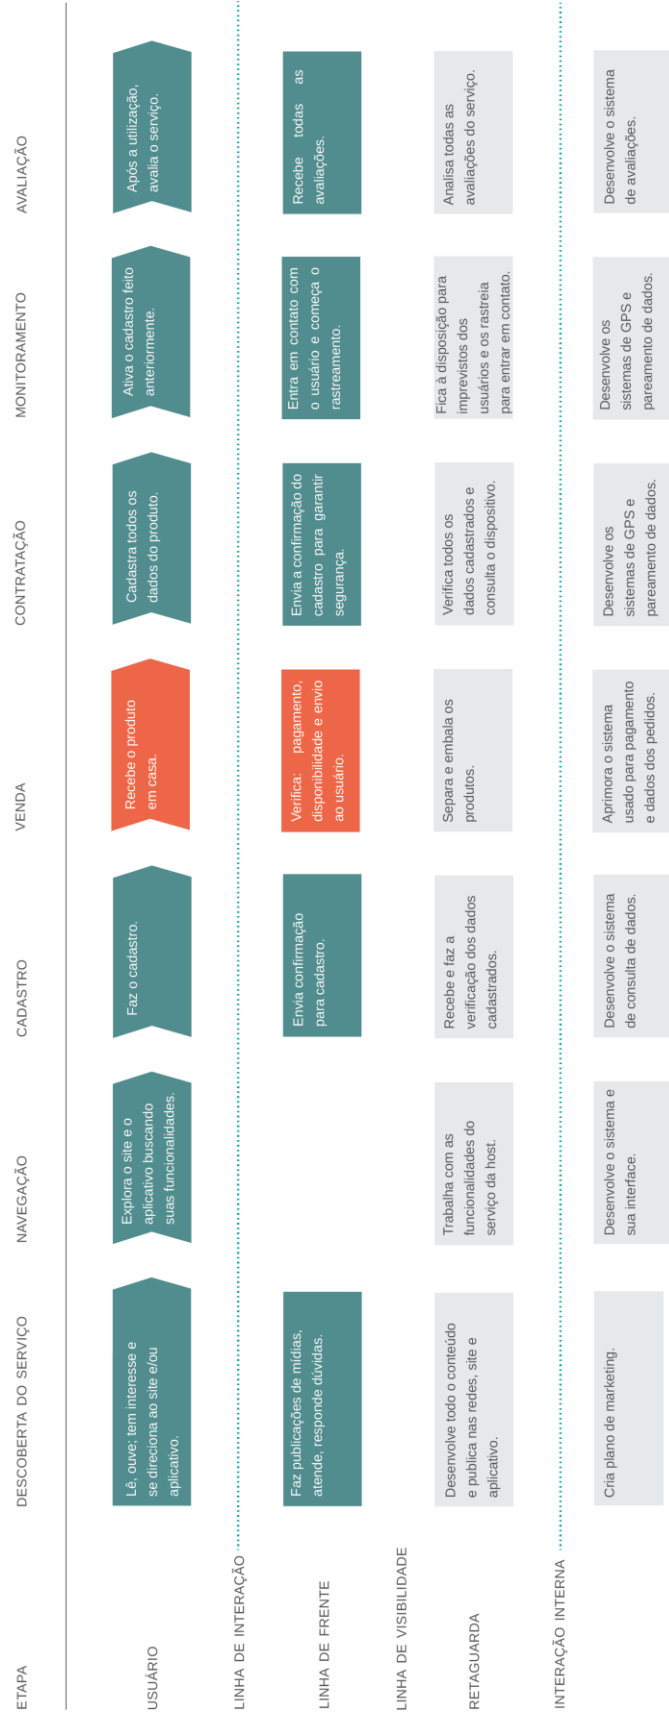 ETAPA
DESCOBERTA DO SERVIÇO
NAVEGAÇÃO
CADASTRO
VENDA
CONTRATAÇÃO
MONITORAMENTO
AVALIAÇÃO
USUÁRIO
Lê, ouve; tem interesse e
se direciona ao site e/ou
aplicativo.
Explora o site e o
aplicativo buscando
suas funcionalidades.
Faz o cadastro.
Recebe o produto
em casa.
Cadastra todos os
dados do produto.
Ativa o cadastro feito
anteriormente.
Após a utilização,
avalia o serviço.
LINHA DE INTERAÇÃO
LINHA DE FRENTE
Faz publicações de mídias,
atende, responde dúvidas.
Envia confirmação
para cadastro.
Verifica: pagamento,
disponibilidade e envio
ao usuário.
Envia a confirmação do
cadastro para garantir
segurança.
Entra em contato com
o usuário e começa o
rastreamento.
Recebe todas as
avaliações.
LINHA DE VISIBILIDADE
RETAGUARDA
Desenvolve todo o conteúdo
e publica nas redes, site e
aplicativo.
Trabalha com as
funcionalidades do
serviço da host.
Recebe e faz a
verificação dos dados
cadastrados.
Separa e embala os
produtos.
Verifica todos os
dados cadastrados e
consulta o dispositivo.
Fica à disposição para
imprevistos dos
usuários e os rastreia
para entrar em contato.
Analisa todas as
avaliações do serviço.
INTERAÇÃO INTERNA
Cria plano de marketing.
Desenvolve o sistema e
sua interface.
Desenvolve o sistema
de consulta de dados.
Aprimora o sistema
usado para pagamento
e dados dos pedidos.
Desenvolve os
sistemas de GPS e
pareamento de dados.
Desenvolve os
sistemas de GPS e
pareamento de dados.
Desenvolve o sistema
de avaliações.